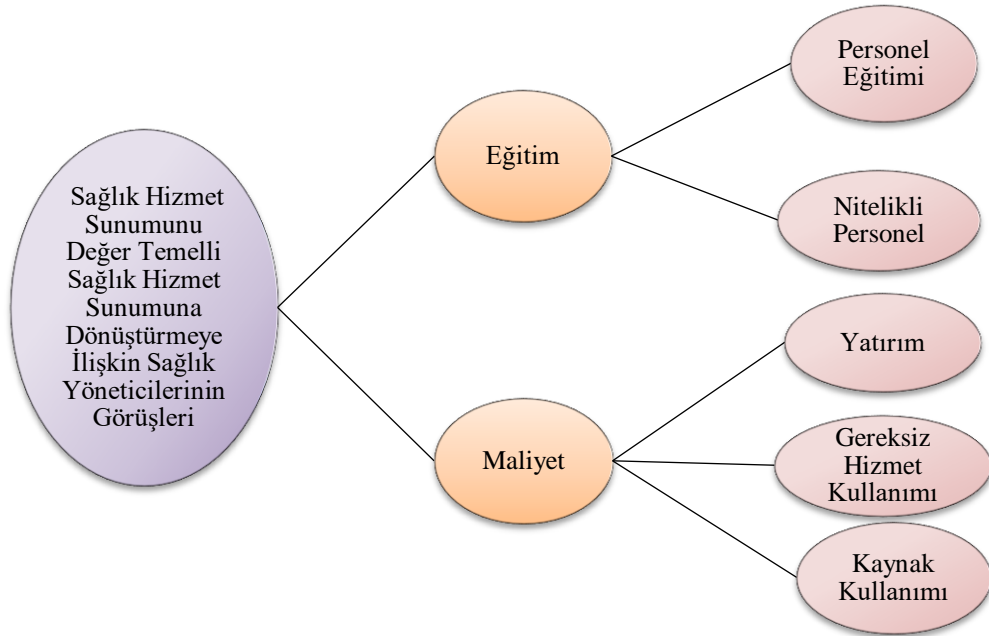 Sağlık Hizmet
Sunumunu
Değer Temelli
Sağlık Hizmet
Sunumuna
Dönüştürmeye
İlişkin Sağlık
Yöneticilerinin
Görüşleri
Eğitim
Personel
Eğitimi
Nitelikli
Personel
Maliyet
Yatırım
Gereksiz
Hizmet
Kullanımı
Kaynak
Kullanımı